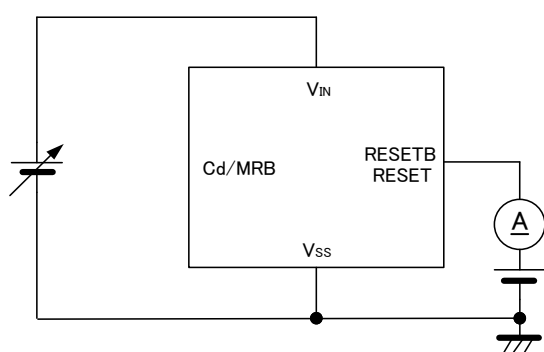 VIN
Cd/MRB
RESETB
RESET
A
VSS